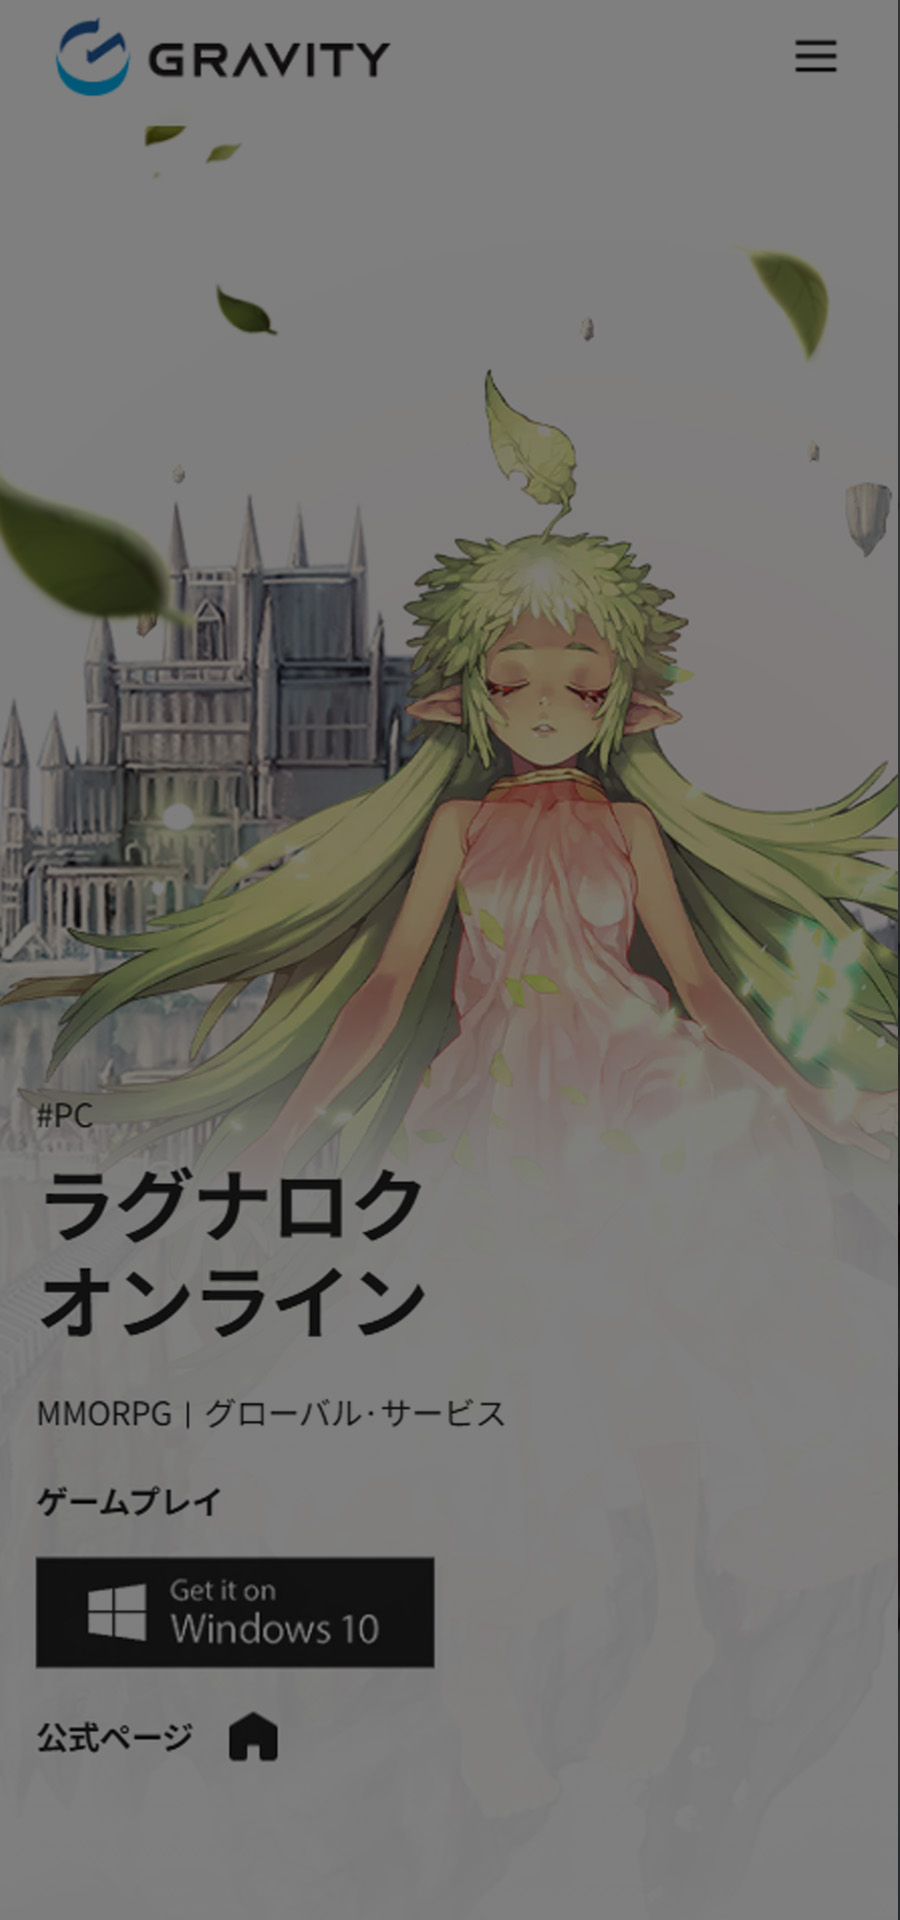 GRAVITY
#PC
ラグナロク
オンライン
MMORPG | グローバル·サービス
ゲームプレイ
Get it on
Windows 10
公式ページ